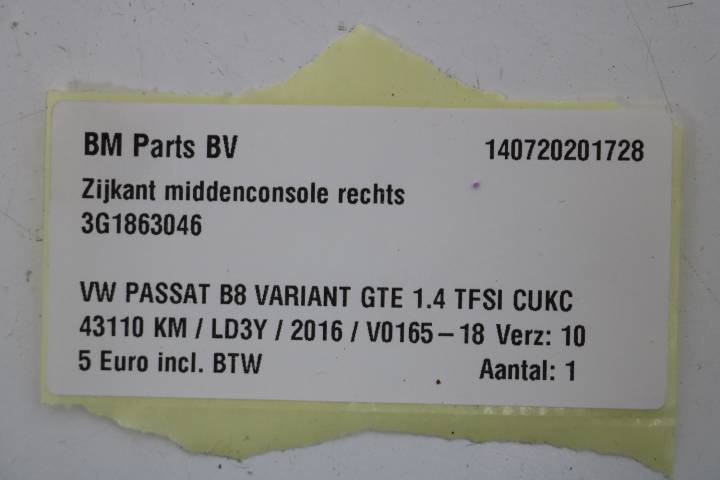 BM Parts BV 140720201728
Zijkant middenconsole rechts
3G1863046
VW PASSAT B8 VARIANT GTE 1.4 TFSI CUKC
43110 KM / LD3Y / 2016 / V0165-18 Verz: 10
5 Euro incl. BTW Aantal: 1